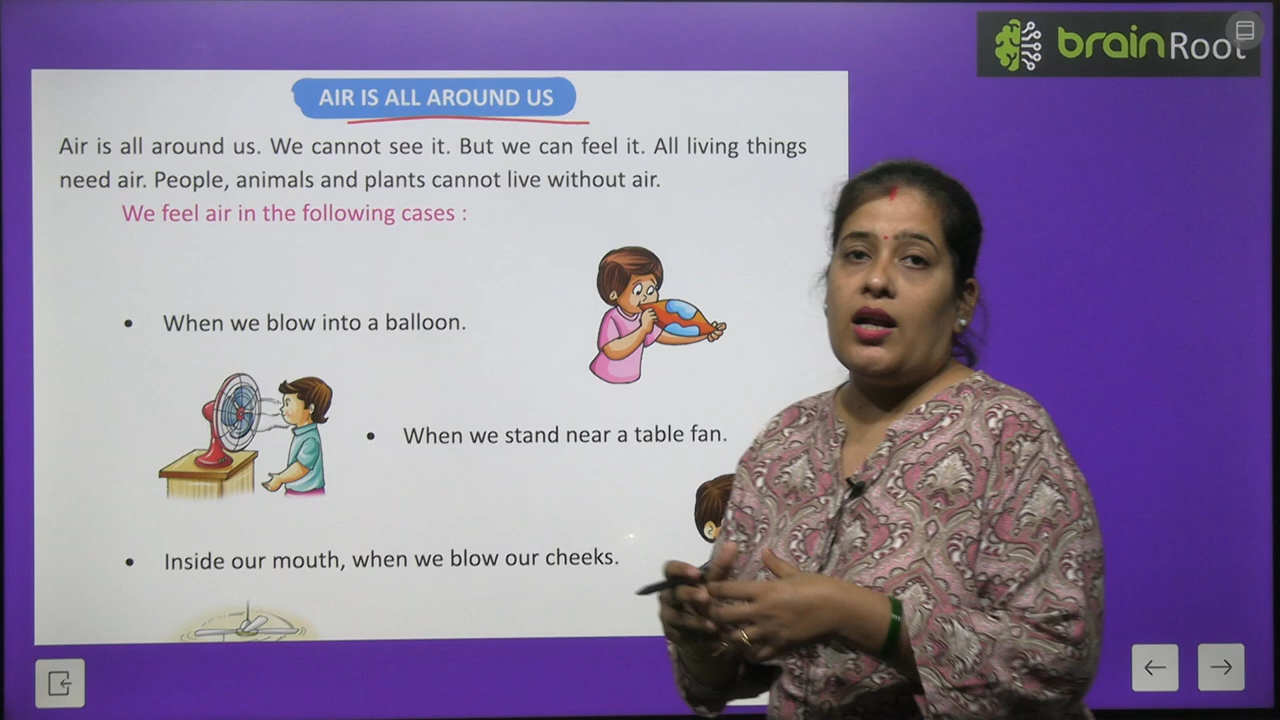 brainRoot
AIR IS ALL AROUND US
Air is all around us. We cannot see it. But we can feel it. All living things
need air. People, animals and plants cannot live without air.
We feel air in the following cases :
• When we blow into a balloon.
• When we stand near a table fan.
• Inside our mouth, when we blow our cheeks.